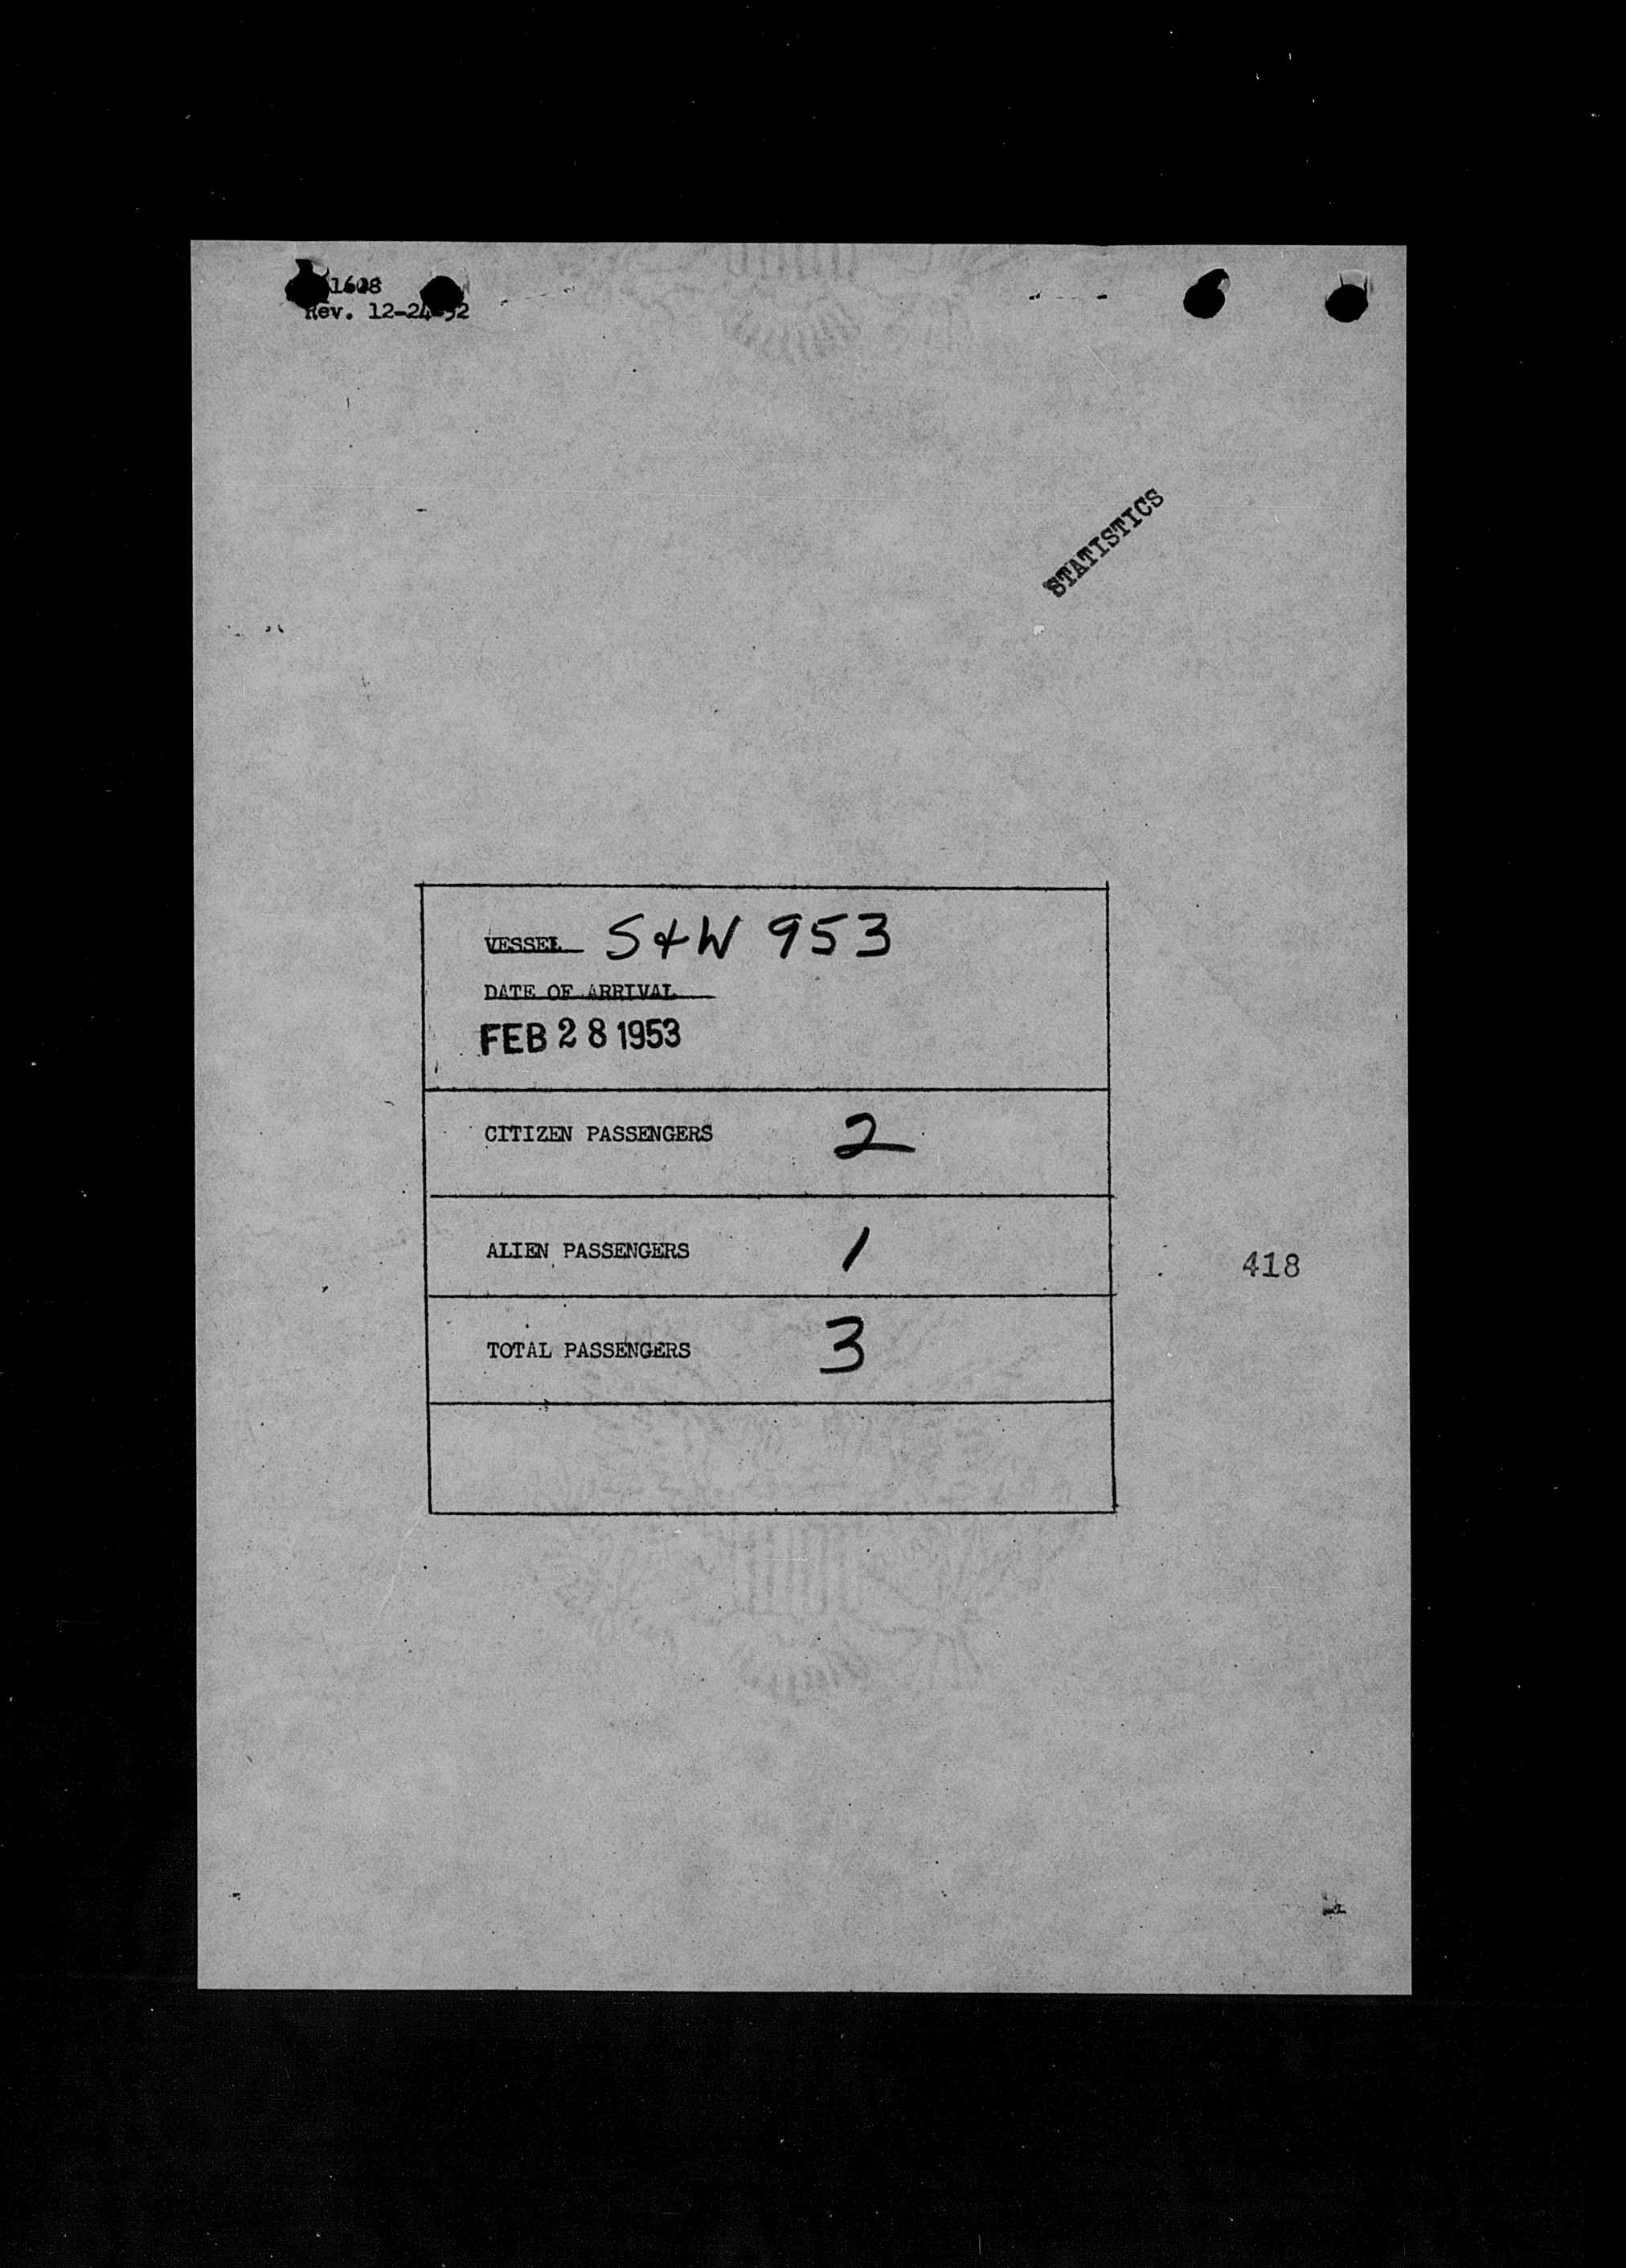 1608
Rev. 12-24-52
STATISTICS
VESSEL S+W 953
DATE OF ARRIVAL
FEB 28 1953
CITIZEN PASSENGERS 2
ALIEN PASSENGERS 1
418
TOTAL PASSENGERS 3